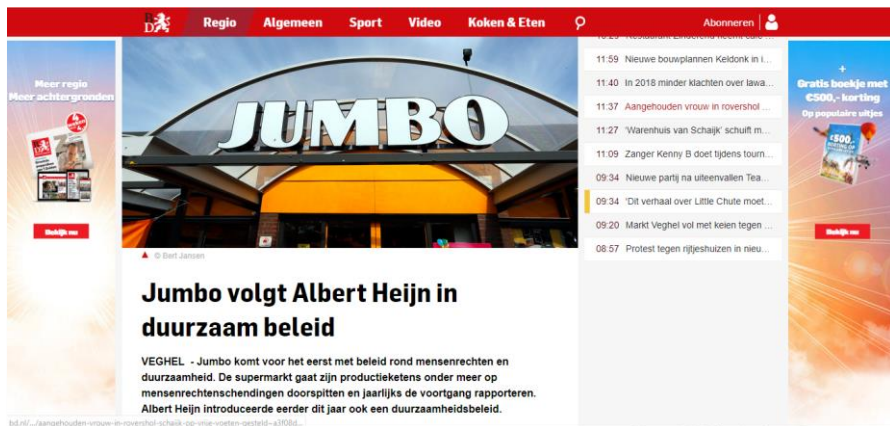 BD Regio Algemeen Sport Video Koken & Eten Abonneren
Meer regio
Meer achtergronden
Bekijk nu
JUMBO
© Bert Jansen
Jumbo volgt Albert Heijn in
duurzaam beleid
VEGHEL - Jumbo komt voor het eerst met beleid rond mensenrechten en
duurzaamheid. De supermarkt gaat zijn productieketens onder meer op
mensenrechtenschendingen doorspitten en jaarlijks de voortgang rapporteren.
Albert Heijn introduceerde eerder dit jaar ook een duurzaamheidsbeleid.
11:59 Nieuwe bouwplannen Keldonk in i...
11:40 In 2018 minder klachten over lawa...
11:37 Aangehouden vrouw in rovershol ...
11:27 'Warenhuis van Schaijk' schuift m...
11:09 Zanger Kenny B doet tijdens tourn...
09:34 Nieuwe partij na uiteenvallen Tea...
09:34 'Dit verhaal over Little Chute moet...
09:20 Markt Veghel vol met keien tegen ...
08:57 Protest tegen rijtjeshuizen in nieu...
Gratis boekje met
€500,- korting
Op populaire uitjes
€500,-
Bekijk nu